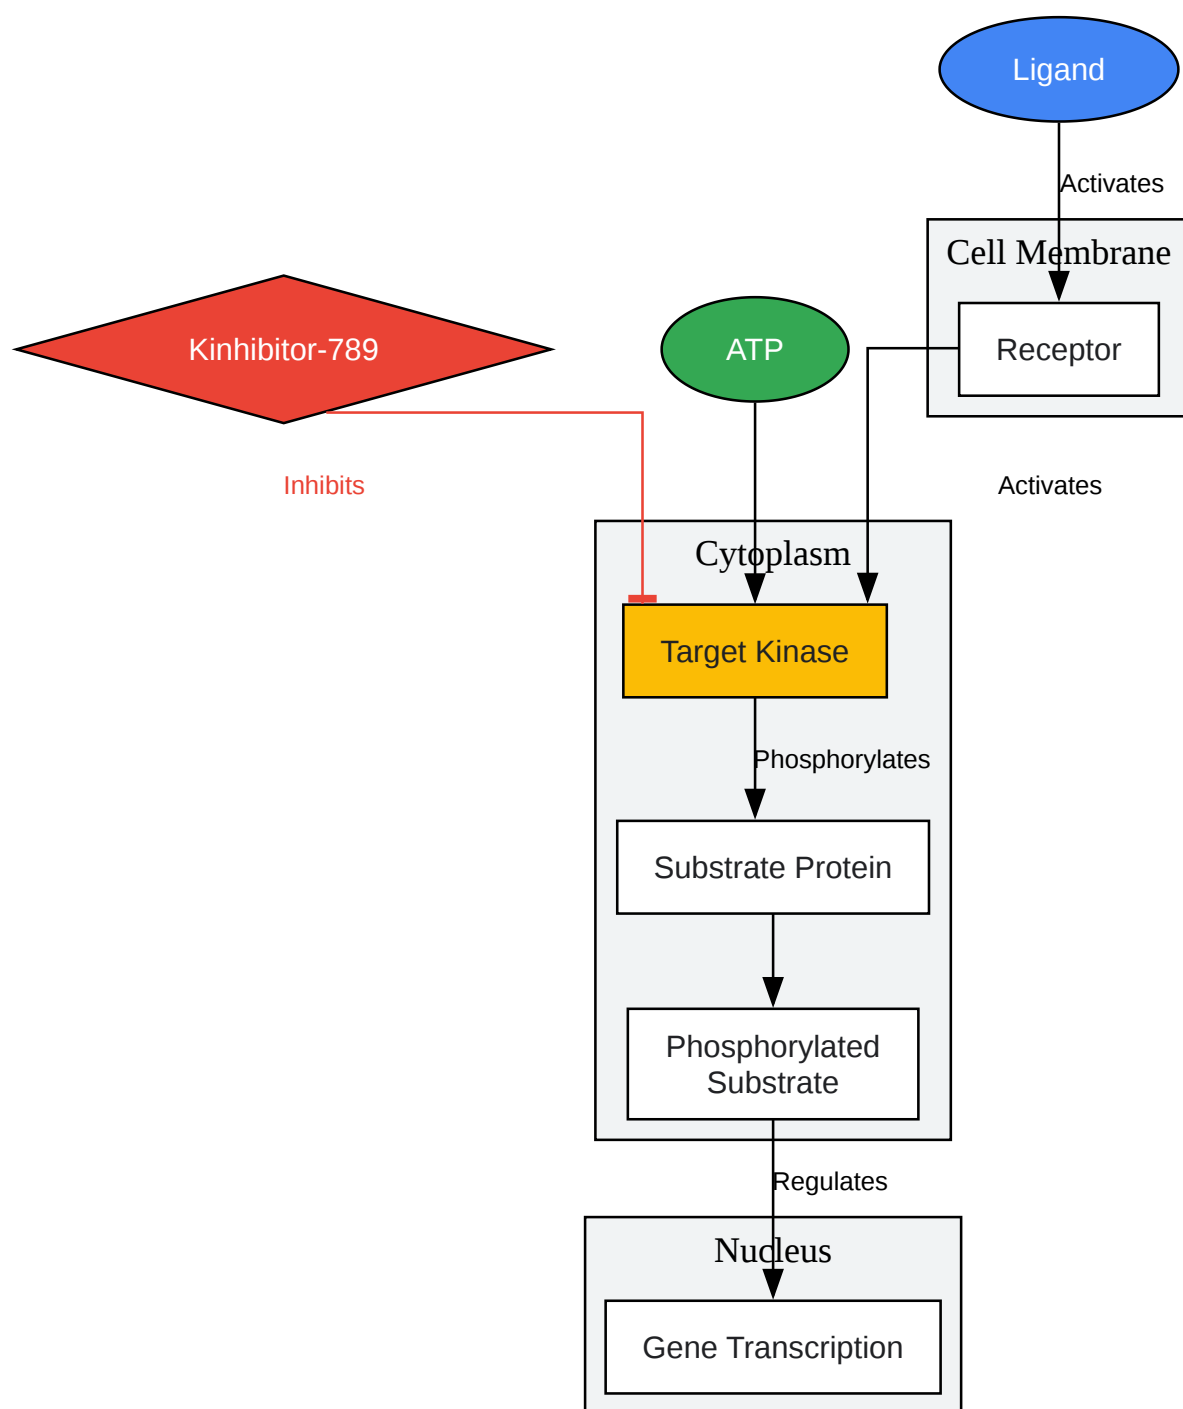 Ligand
Activates
Cell Membrane
Kinhibitor-789
ATP
Receptor
Inhibits
Activates
Cytoplasm
Target Kinase
Phosphorylates
Substrate Protein
Phosphorylated
Substrate
Regulates
Nucleus
Gene Transcription